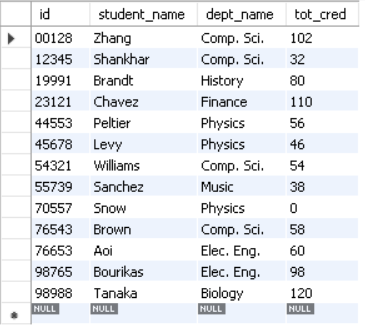 id student_name dept_name tot_cred
00128 Zhang Comp. Sci. 102
12345 Shankhar Comp. Sci. 32
19991 Brandt History 80
23121 Chavez Finance 110
44553 Peltier Physics 56
45678 Levy Physics 46
54321 Williams Comp. Sci. 54
55739 Sanchez Music 38
70557 Snow Physics 0
76543 Brown Comp. Sci. 58
76653 Aoi Elec. Eng. 60
98765 Bourikas Elec. Eng. 98
98988 Tanaka Biology 120
NULL NULL NULL NULL